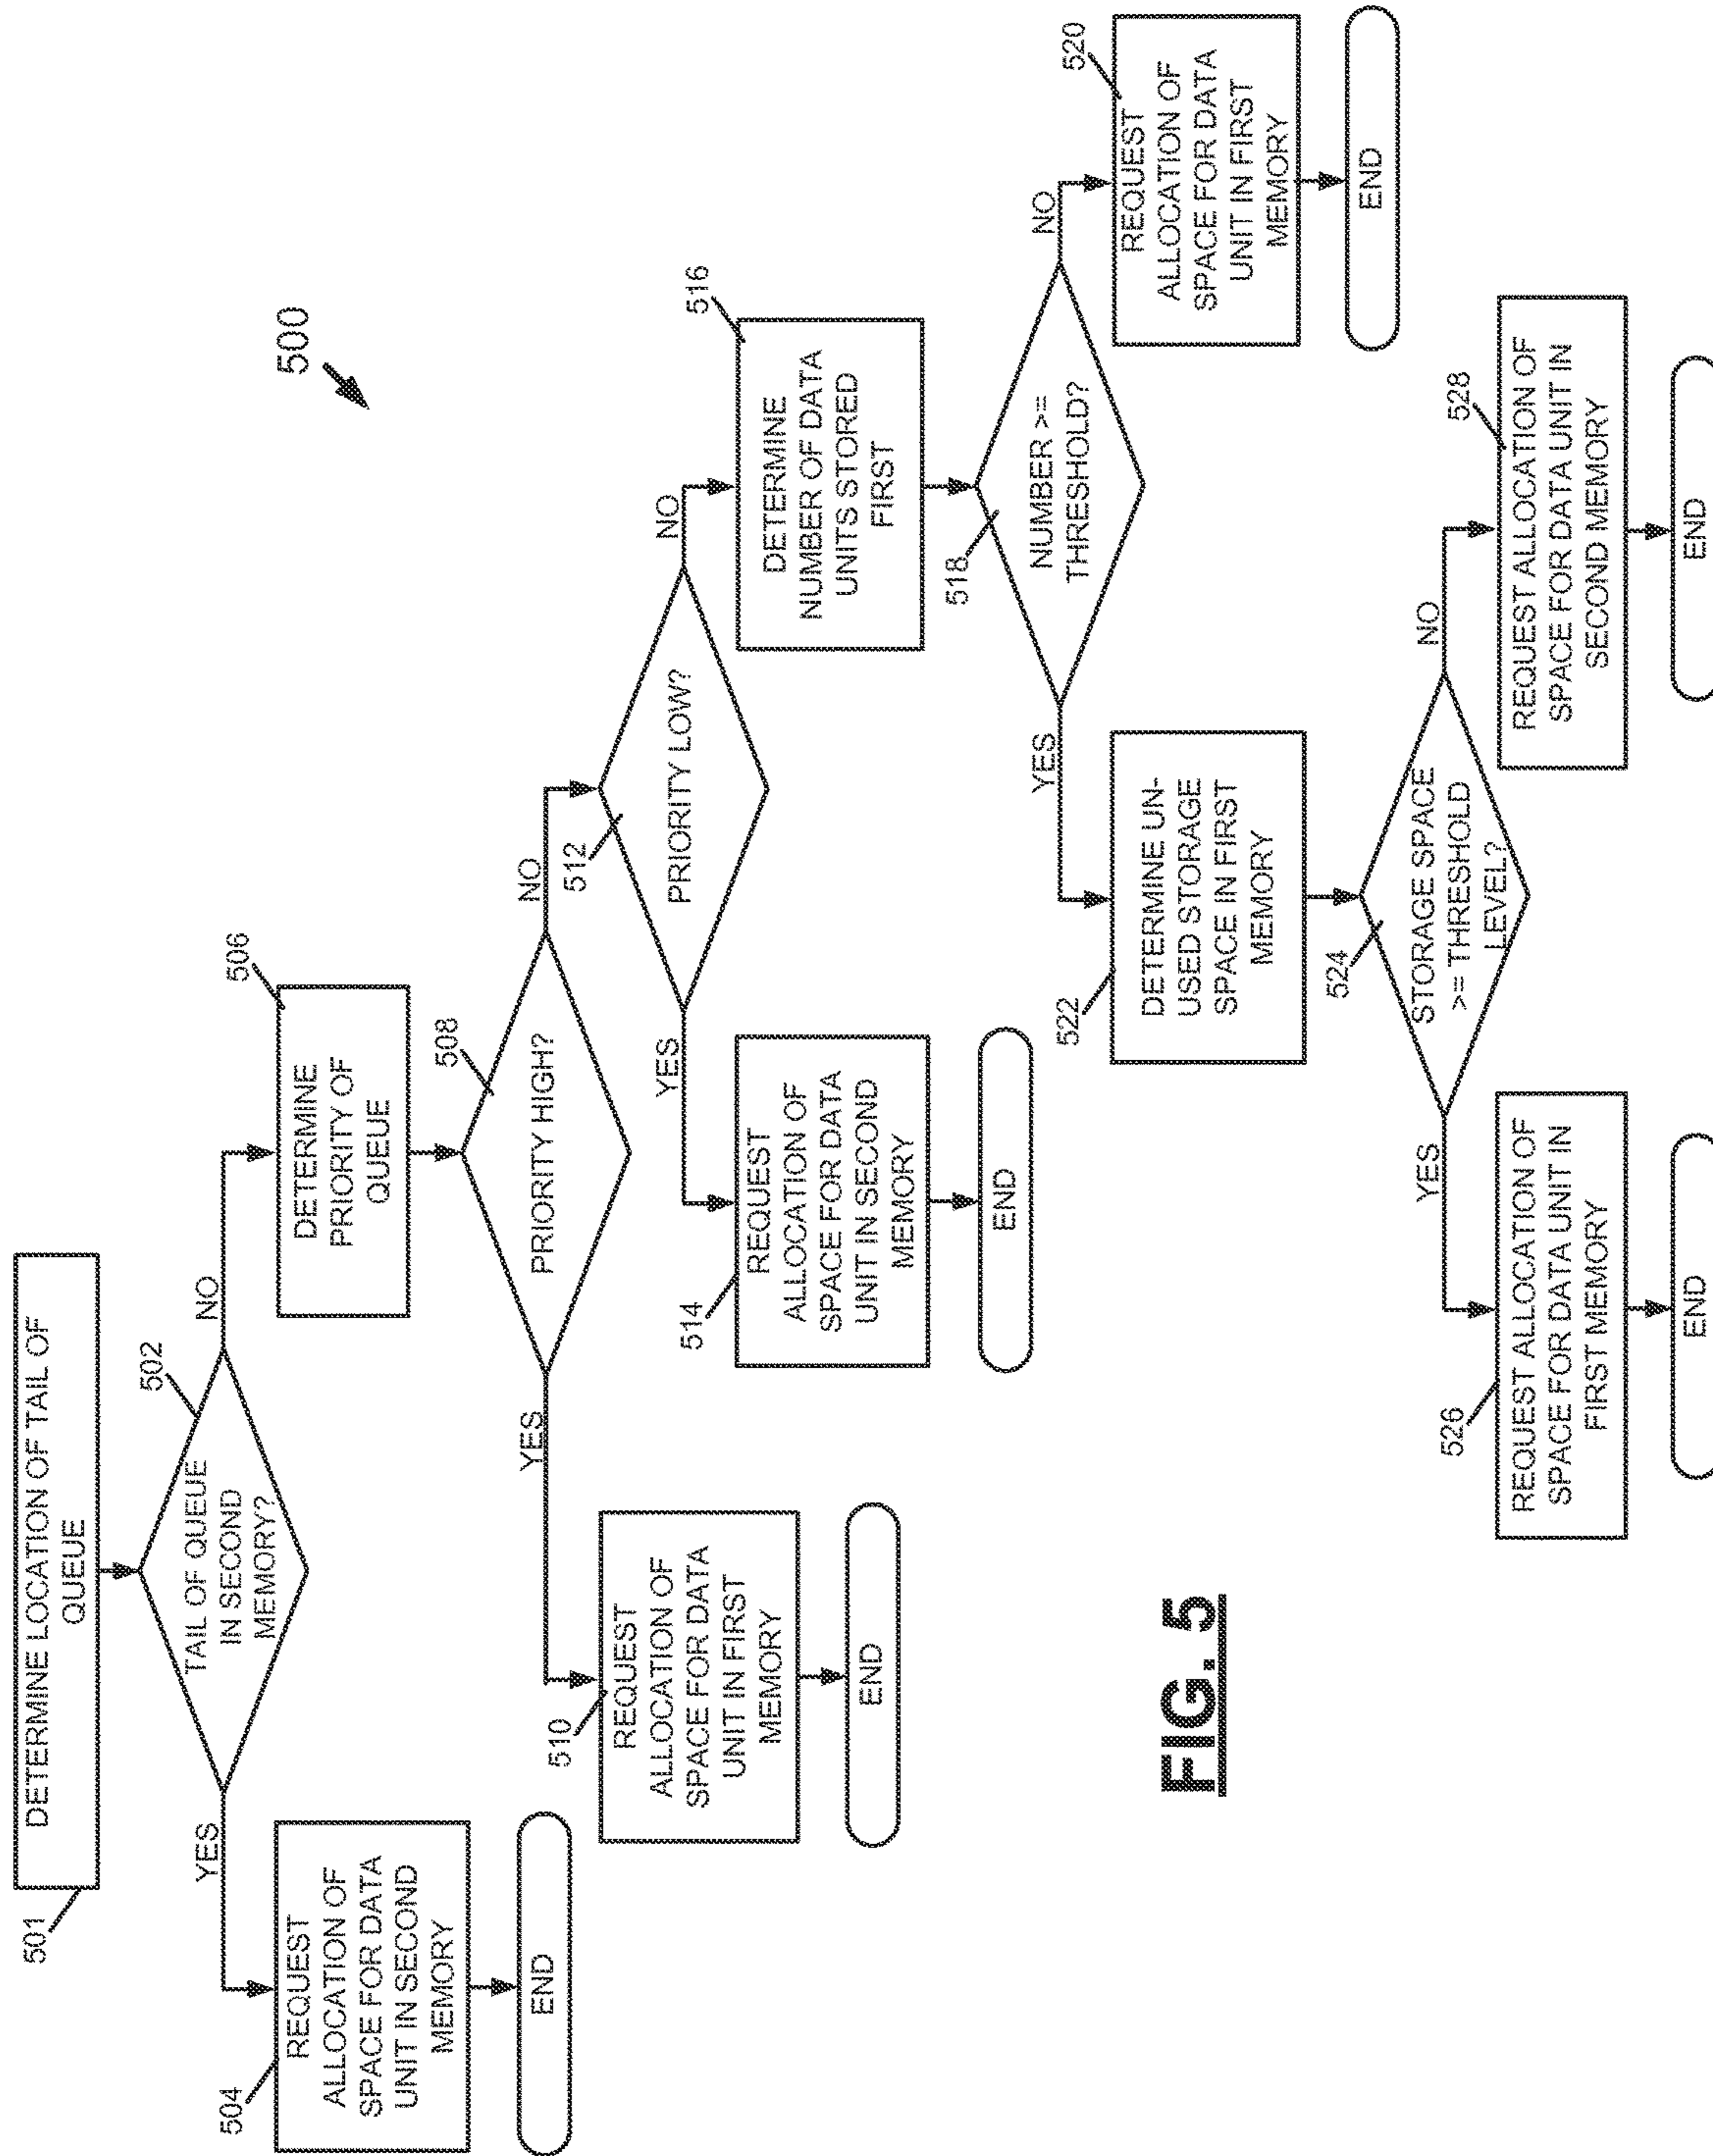 500
501
DETERMINE LOCATION OF TAIL OF
QUEUE
502
TAIL OF QUEUE
IN SECOND
MEMORY?
YES
NO
504
REQUEST
ALLOCATION OF
SPACE FOR DATA
UNIT IN SECOND
MEMORY
END
506
DETERMINE
PRIORITY OF
QUEUE
508
PRIORITY HIGH?
YES
NO
510
REQUEST
ALLOCATION OF
SPACE FOR DATA
UNIT IN FIRST
MEMORY
END
512
PRIORITY LOW?
YES
NO
514
REQUEST
ALLOCATION OF
SPACE FOR DATA
UNIT IN SECOND
MEMORY
END
516
DETERMINE
NUMBER OF DATA
UNITS STORED
FIRST
518
NUMBER >=
THRESHOLD?
YES
NO
520
REQUEST
ALLOCATION OF
SPACE FOR DATA
UNIT IN FIRST
MEMORY
END
522
DETERMINE UN-
USED STORAGE
SPACE IN FIRST
MEMORY
524
STORAGE SPACE
>= THRESHOLD
LEVEL?
YES
NO
526
REQUEST ALLOCATION OF
SPACE FOR DATA UNIT IN
FIRST MEMORY
END
528
REQUEST ALLOCATION OF
SPACE FOR DATA UNIT IN
SECOND MEMORY
END
FIG. 5